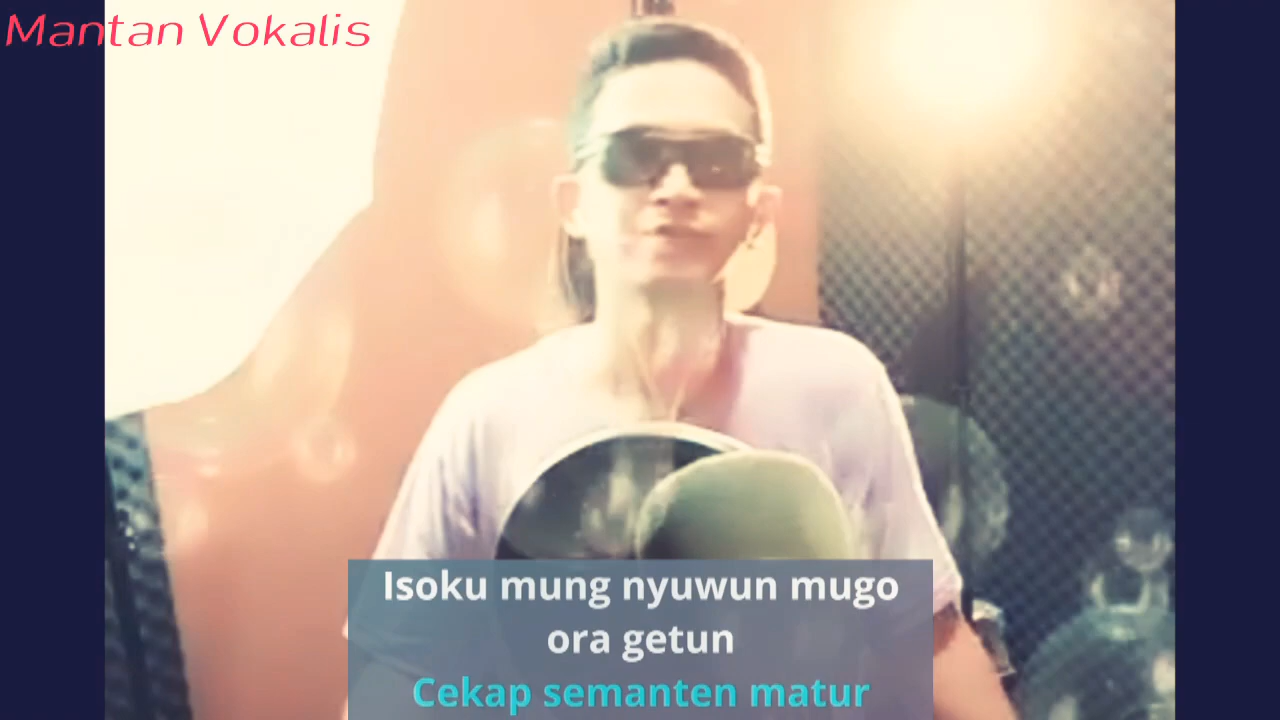 Mantan Vokalis
Isoku mung nyuwun mugo
ora getun
Cekap semanten matur